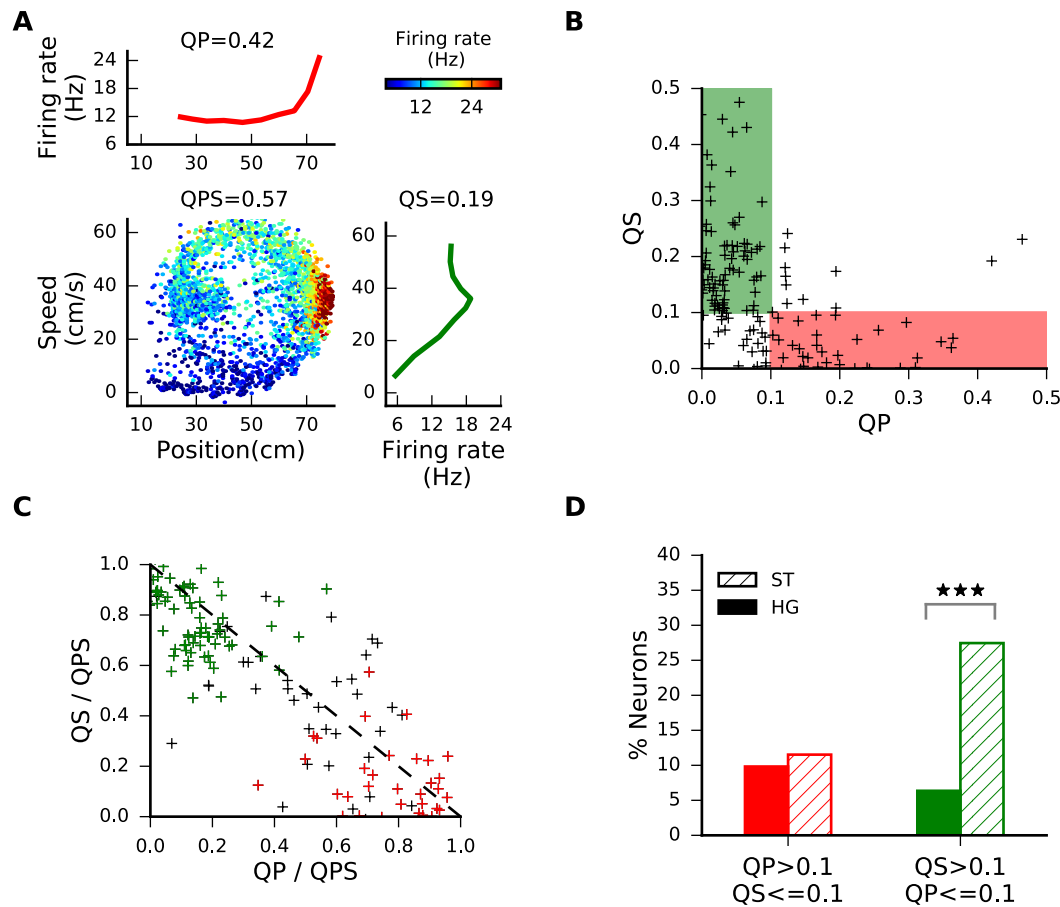 A
QP=0.42
Firing rate
(Hz)
24
18
12
6
10
30
50
70
Firing rate
(Hz)
12
24
QPS=0.57
Speed
(cm/s)
60
40
20
0
10
30
50
70
Position(cm)
QS=0.19
60
40
20
0
6
12
18
24
Firing rate
(Hz)
B
QS
0.5
0.4
0.3
0.2
0.1
0.0
0.0
0.1
0.2
0.3
0.4
0.5
QP
C
QS / QPS
1.0
0.8
0.6
0.4
0.2
0.0
0.0
0.2
0.4
0.6
0.8
1.0
QP / QPS
D
% Neurons
40
35
30
25
20
15
10
5
0
ST
HG
★★★
QP>0.1
QS<=0.1
QS>0.1
QP<=0.1